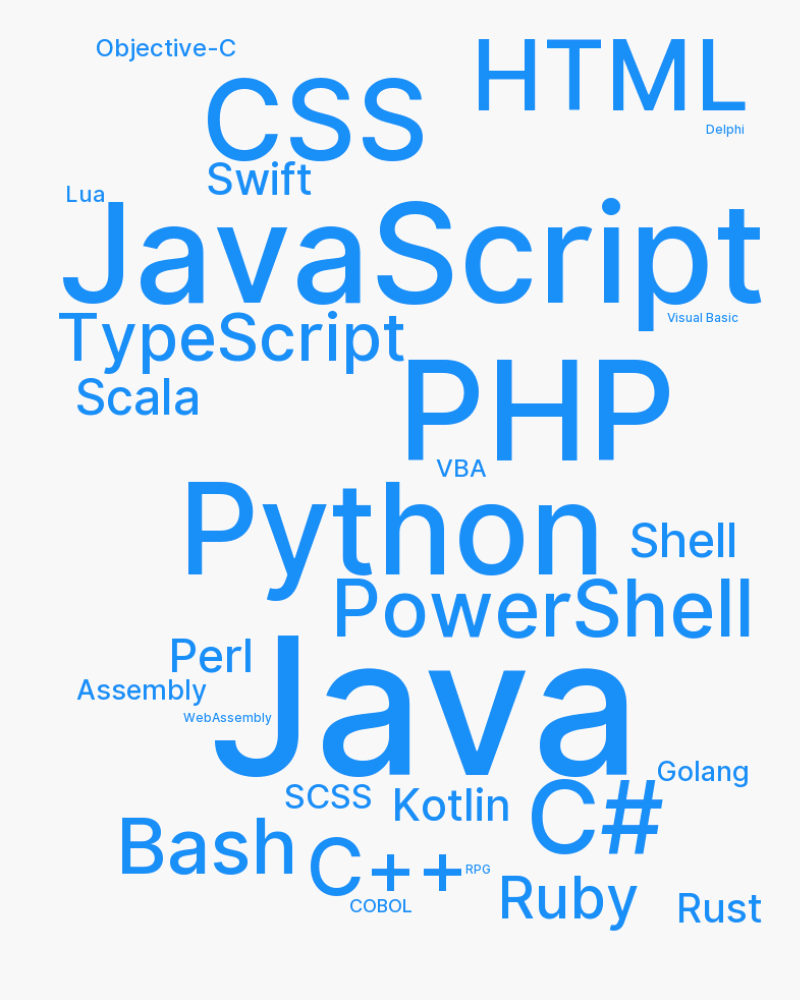 Objective-C
HTML
CSS
Delphi
Swift
Lua
JavaScript
Visual Basic
TypeScript
Scala
PHP
VBA
Python
Shell
PowerShell
Perl
Assembly
WebAssembly
Java
Golang
SCSS
Kotlin
C#
Bash
C++
RPG
COBOL
Ruby
Rust